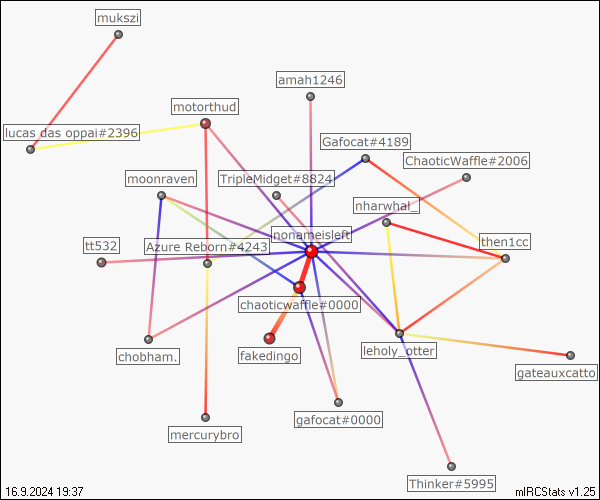 mukszi
amah1246
motorthud
lucas das oppai#2396
Gafocat#4189
ChaoticWaffle#2006
moonraven
TripleMidget#8824
nharwhal_
nonameisleft
tt532
Azure Reborn#4243
then1cc
chaoticwaffle#0000
chobham.
fakedingo
leholy_otter
gateauxcatto
gafocat#0000
mercurybro
Thinker#5995
16.9.2024 19:37
mIRCStats v1.25